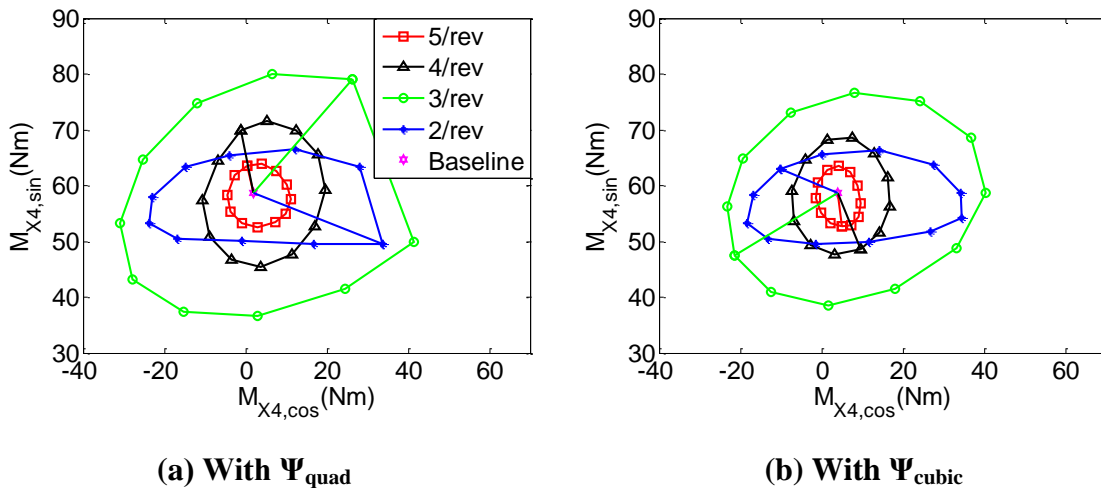 90
80
70
60
50
40
30
-40
-20
0
20
40
60
M_X4,sin(Nm)
M_X4,cos(Nm)
5/rev
4/rev
3/rev
2/rev
Baseline
(a) With Ψquad
90
80
70
60
50
40
30
-40
-20
0
20
40
60
M_X4,sin(Nm)
M_X4,cos(Nm)
(b) With Ψcubic